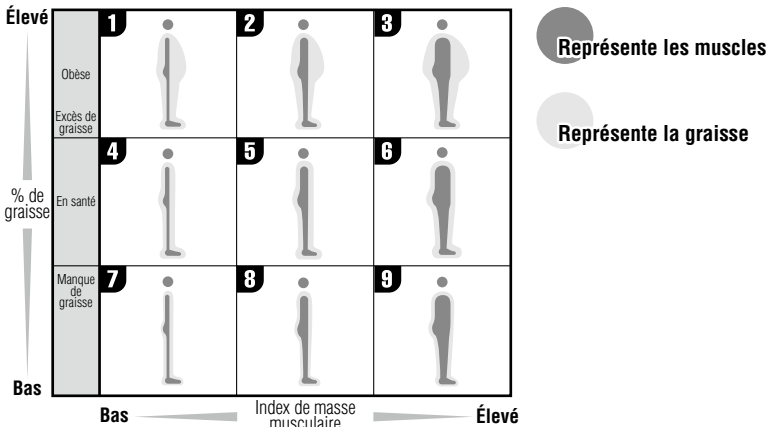 Élevé
1
2
3
Obèse
Excès de
graisse
4
5
6
% de
graisse
En santé
7
8
9
Manque
de
graisse
Bas
Bas
Index de masse
musculaire
Élevé
Représente les muscles
Représente la graisse